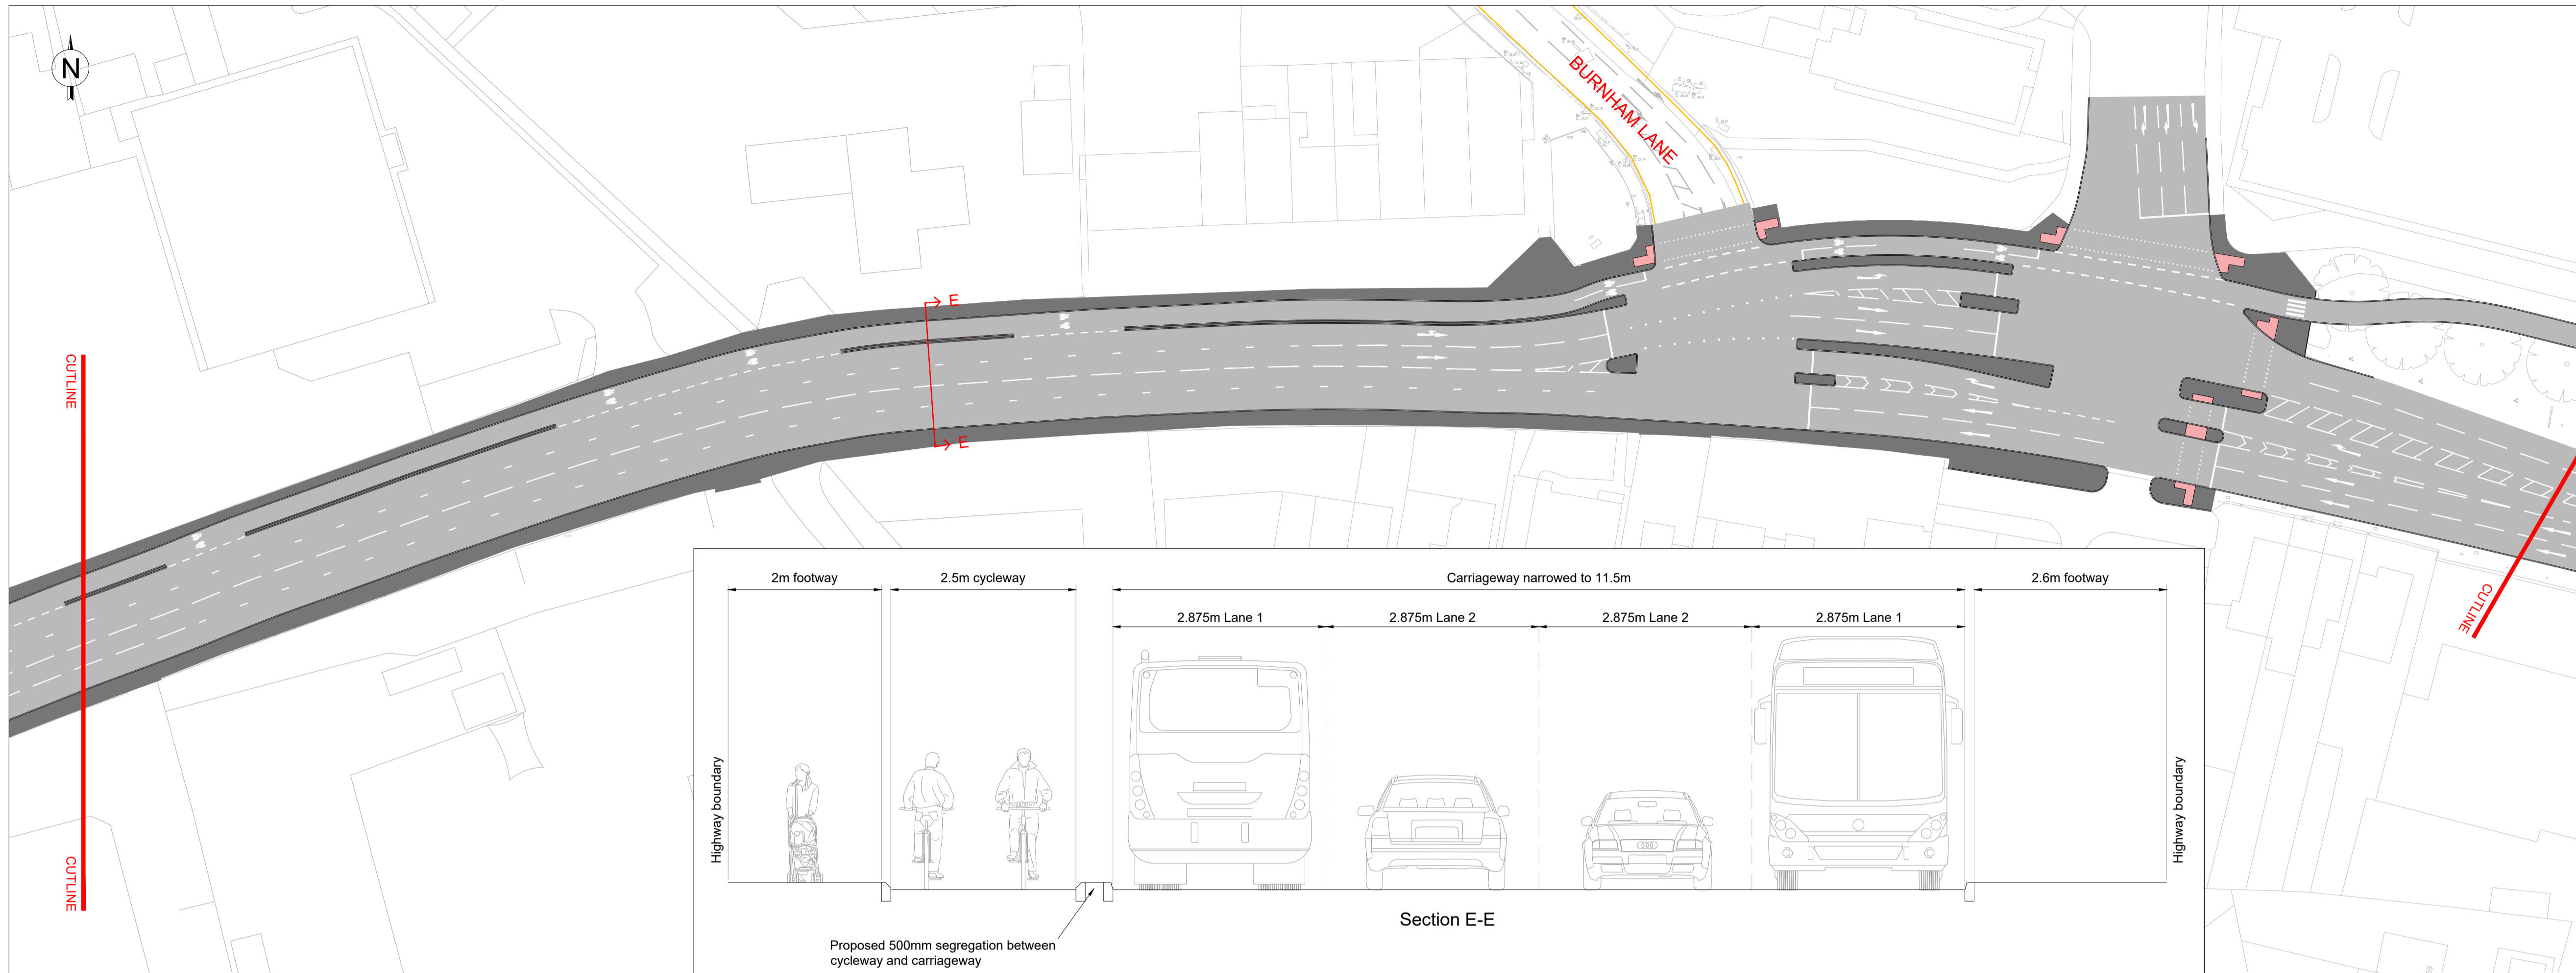 N
BURNHAM LANE
E
E
CUTLINE
CUTLINE
CUTLINE
2m footway
2.5m cycleway
Carriageway narrowed to 11.5m
2.6m footway
2.875m Lane 1
2.875m Lane 2
2.875m Lane 2
2.875m Lane 1
Highway boundary
Highway boundary
Section E-E
Proposed 500mm segregation between
cycleway and carriageway